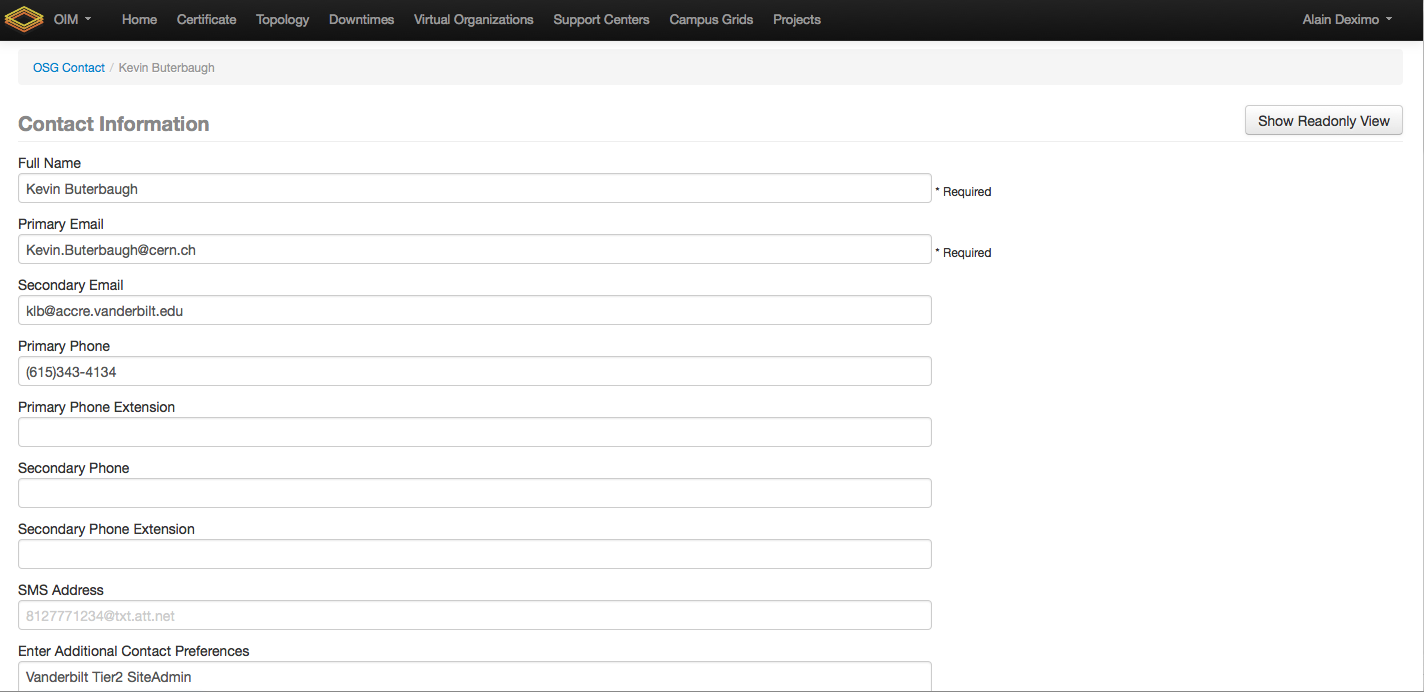 OIM Home Certificate Topology Downtimes Virtual Organizations Support Centers Campus Grids Projects Alain Deximo
OSG Contact / Kevin Buterbaugh
Contact Information Show Readonly View
Full Name
Kevin Buterbaugh * Required
Primary Email
Kevin.Buterbaugh@cern.ch * Required
Secondary Email
klb@accre.vanderbilt.edu
Primary Phone
(615)343-4134
Primary Phone Extension
Secondary Phone
Secondary Phone Extension
SMS Address
8127771234@txt.att.net
Enter Additional Contact Preferences
Vanderbilt Tier2 SiteAdmin